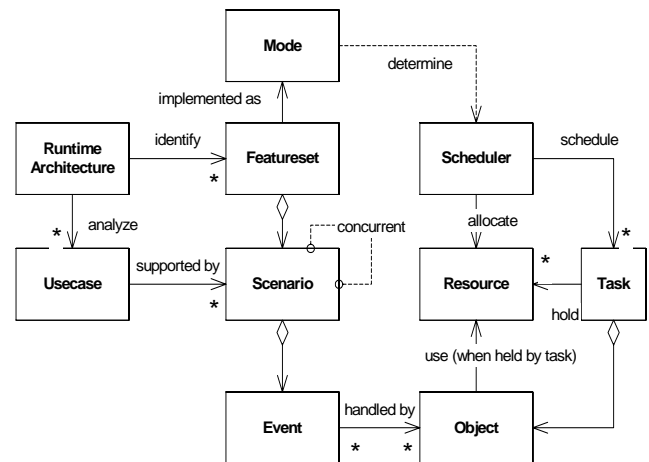 Mode
determine
implemented as
Runtime
Architecture
identify
*
Featureset
Scheduler
schedule
*
analyze
concurrent
allocate
*
Usecase
supported by
*
Scenario
Resource
*
Task
hold
use (when held by task)
Event
handled by
*
*
Object